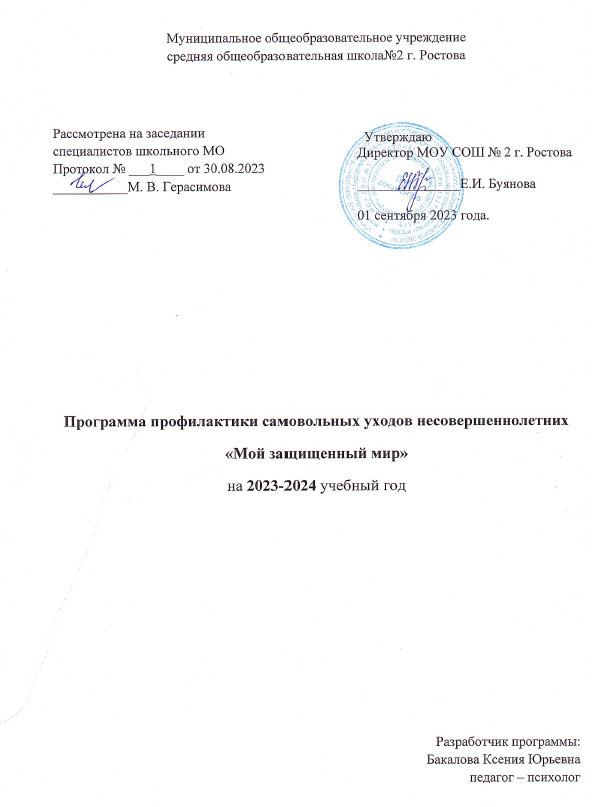 Муниципальное общеобразовательное учреждение
средняя общеобразовательная школа№2 г. Ростова
Рассмотрена на заседании
специалистов школьного МО
Протокол № ___1____ от 30.08.2023
___________М. В. Герасимова
Утверждаю
Директор МОУ СОШ № 2 г. Ростова
_______________Е.И. Буянова
01 сентября 2023 года.
Программа профилактики самовольных уходов несовершеннолетних
«Мой защищенный мир»
на 2023-2024 учебный год
Разработчик программы:
Бакалова Ксения Юрьевна
педагог – психолог